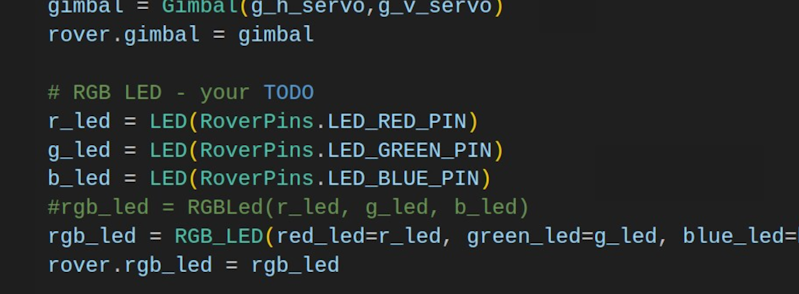 gimbal = Gimbal(g_h_servo,g_v_servo)
rover.gimbal = gimbal
# RGB LED - your TODO
r_led = LED(RoverPins.LED_RED_PIN)
g_led = LED(RoverPins.LED_GREEN_PIN)
b_led = LED(RoverPins.LED_BLUE_PIN)
#rgb_led = RGBLed(r_led, g_led, b_led)
rgb_led = RGB_LED(red_led=r_led, green_led=g_led, blue_led=
rover.rgb_led = rgb_led